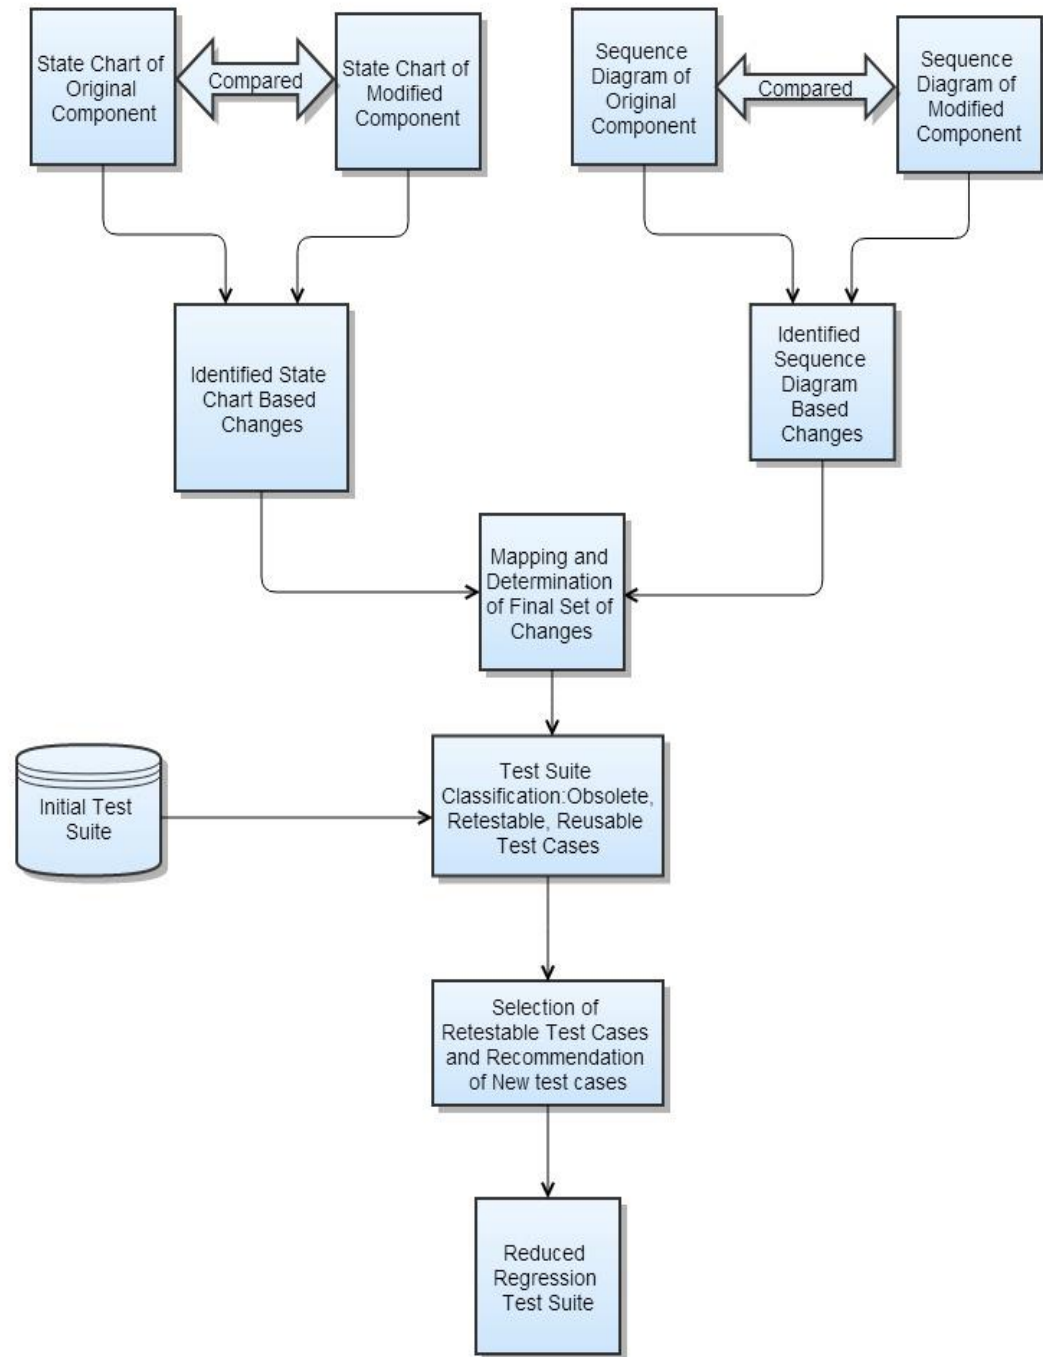 State Chart of
Original
Component
Compared
State Chart of
Modified
Component
Sequence
Diagram of
Original
Component
Compared
Sequence
Diagram of
Modified
Component
Identified State
Chart Based
Changes
Identified
Sequence
Diagram
Based
Changes
Mapping and
Determination
of Final Set of
Changes
Initial Test
Suite
Test Suite
Classification:Obsolete,
Retestable, Reusable
Test Cases
Selection of
Retestable Test Cases
and Recommendation
of New test cases
Reduced
Regression
Test Suite